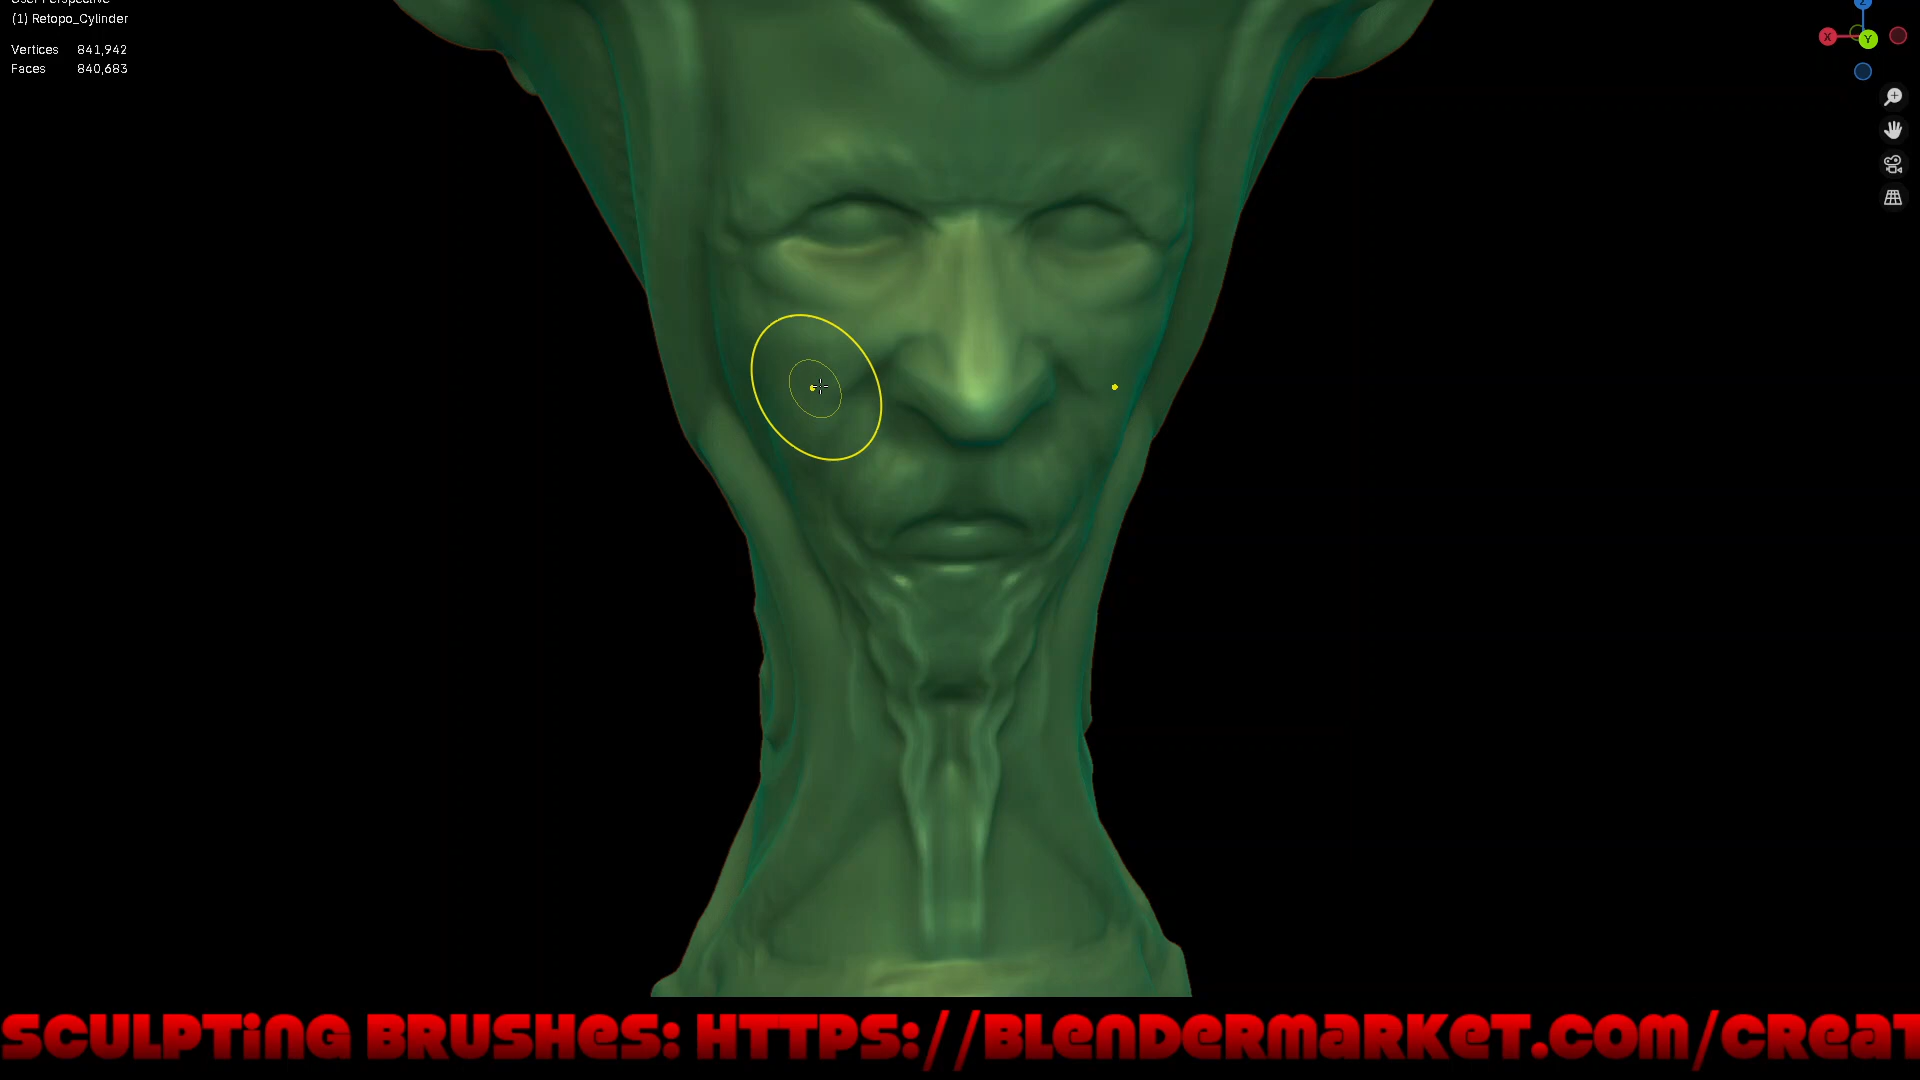 (1) Retopo_Cylinder
Vertices 841,942
Faces 840,683
X
Y
SCULPTiNG BRUSHeS: HTTPS://BLeNDeRMaRKeT.COM/CReaT